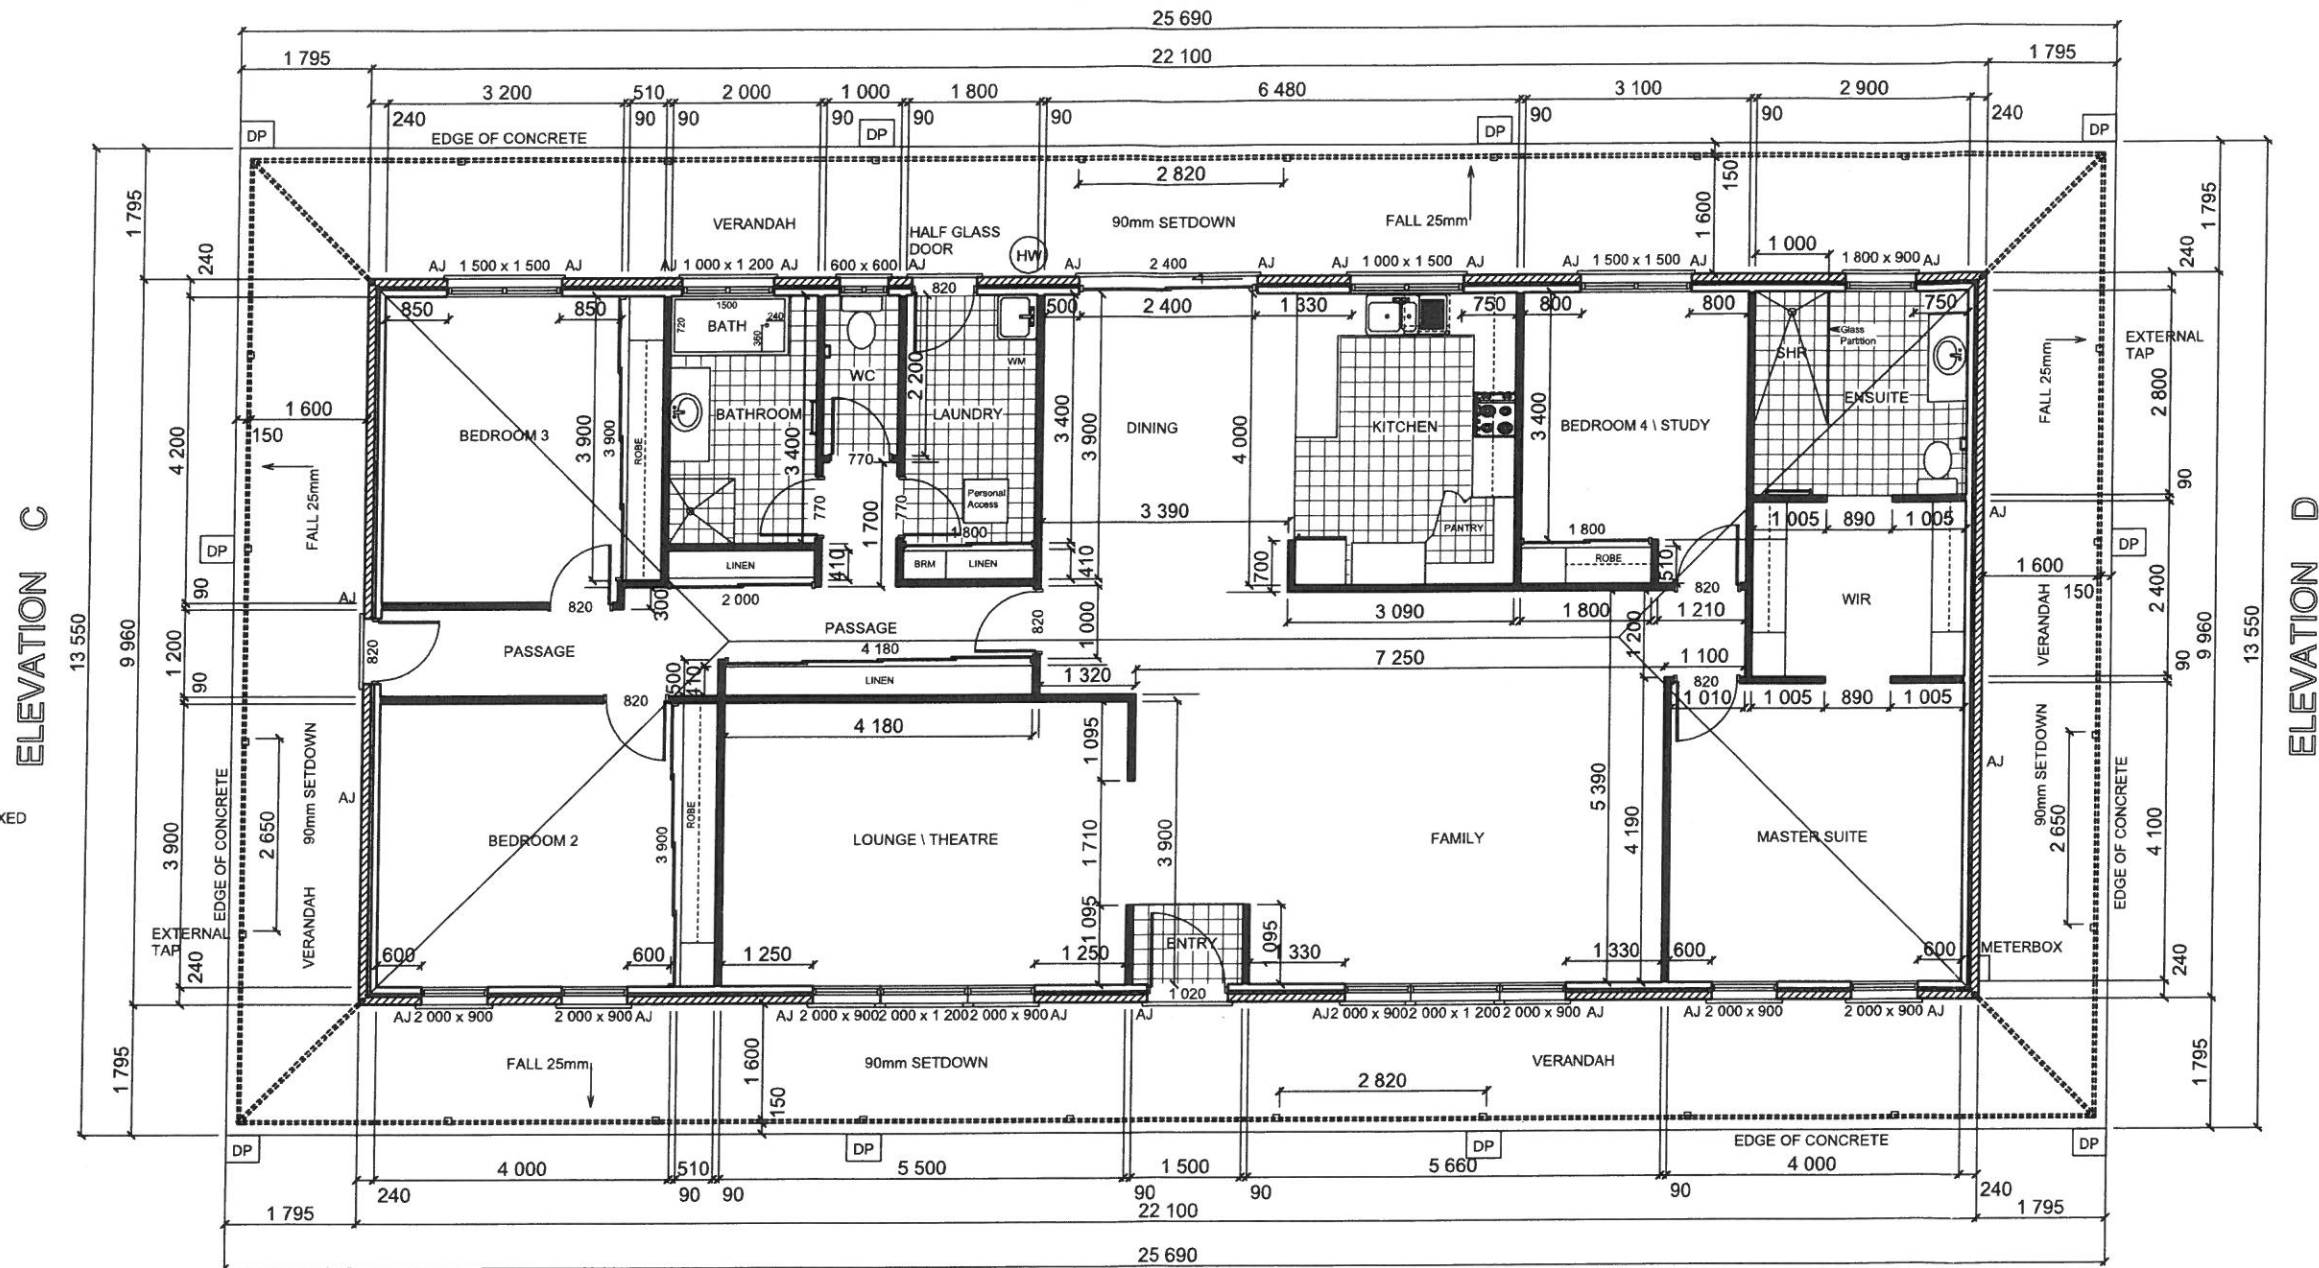 25 690
1 795
22 100
1 795
3 200
510
2 000
1 000
1 800
6 480
3 100
2 900
240
90
90
90
90
90
90
90
240
DP
EDGE OF CONCRETE
DP
DP
DP
2 820
150
1 795
VERANDAH
HALF GLASS
DOOR
90mm SETDOWN
FALL 25mm
1 600
1 795
240
HW
1 000
240
AJ 1 500 x 1 500 AJ
AJ 1 000 x 1 200 AJ
600 x 600 AJ
AJ
2 400
AJ
1 000 x 1 500 AJ
1 500 x 1 500 AJ
1 800 x 900 AJ
850
850
1500
BATH
720
240
360
820
500
2 400
1 330
750
800
800
750
WM
SHR
Glass
Partition
EXTERNAL
TAP
FALL 25mm
WC
2 200
1 600
150
BEDROOM 3
3 900
3 900
ROBE
BATHROOM
3 400
LAUNDRY
3 400
3 900
DINING
4 000
KITCHEN
3 400
BEDROOM 4 \ STUDY
ENSUITE
2 800
4 200
770
FALL 25mm
770
1 700
770
Personal
Access
1 800
3 390
PANTRY
1 800
1 005
890
1 005
AJ
90
ELEVATION C
ELEVATION D
DP
DP
LINEN
410
BRM
LINEN
410
700
ROBE
510
820
WIR
1 600
150
2 400
90
AJ
820
300
2 000
1 000
820
3 090
1 800
1 210
1 200
VERANDAH
13 550
9 960
1 200
820
PASSAGE
PASSAGE
4 180
7 250
1 100
9 960
13 550
90
500
410
LINEN
1 320
820
1 010
1 005
890
1 005
90
820
4 180
1 095
90mm SETDOWN
AJ
90mm SETDOWN
EDGE OF CONCRETE
2 650
AJ
5 390
2 650
EDGE OF CONCRETE
XED
3 900
BEDROOM 2
3 900
ROBE
LOUNGE \ THEATRE
1 710
3 900
FAMILY
4 190
MASTER SUITE
4 100
VERANDAH
EXTERNAL
TAP
240
600
600
1 250
1 250
1 095
ENTRY
095
330
1 330
600
600
METERBOX
240
1 020
AJ 2 000 x 900
2 000 x 900 AJ
AJ 2 000 x 900 2 000 x 1 200 2 000 x 900 AJ
AJ
AJ 2 000 x 900 2 000 x 1 200 2 000 x 900 AJ
AJ 2 000 x 900
2 000 x 900 AJ
1 795
FALL 25mm
1 600
150
90mm SETDOWN
2 820
VERANDAH
1 795
DP
DP
DP
EDGE OF CONCRETE
DP
4 000
510
5 500
1 500
5 660
4 000
240
90
90
90
90
90
240
1 795
22 100
1 795
25 690